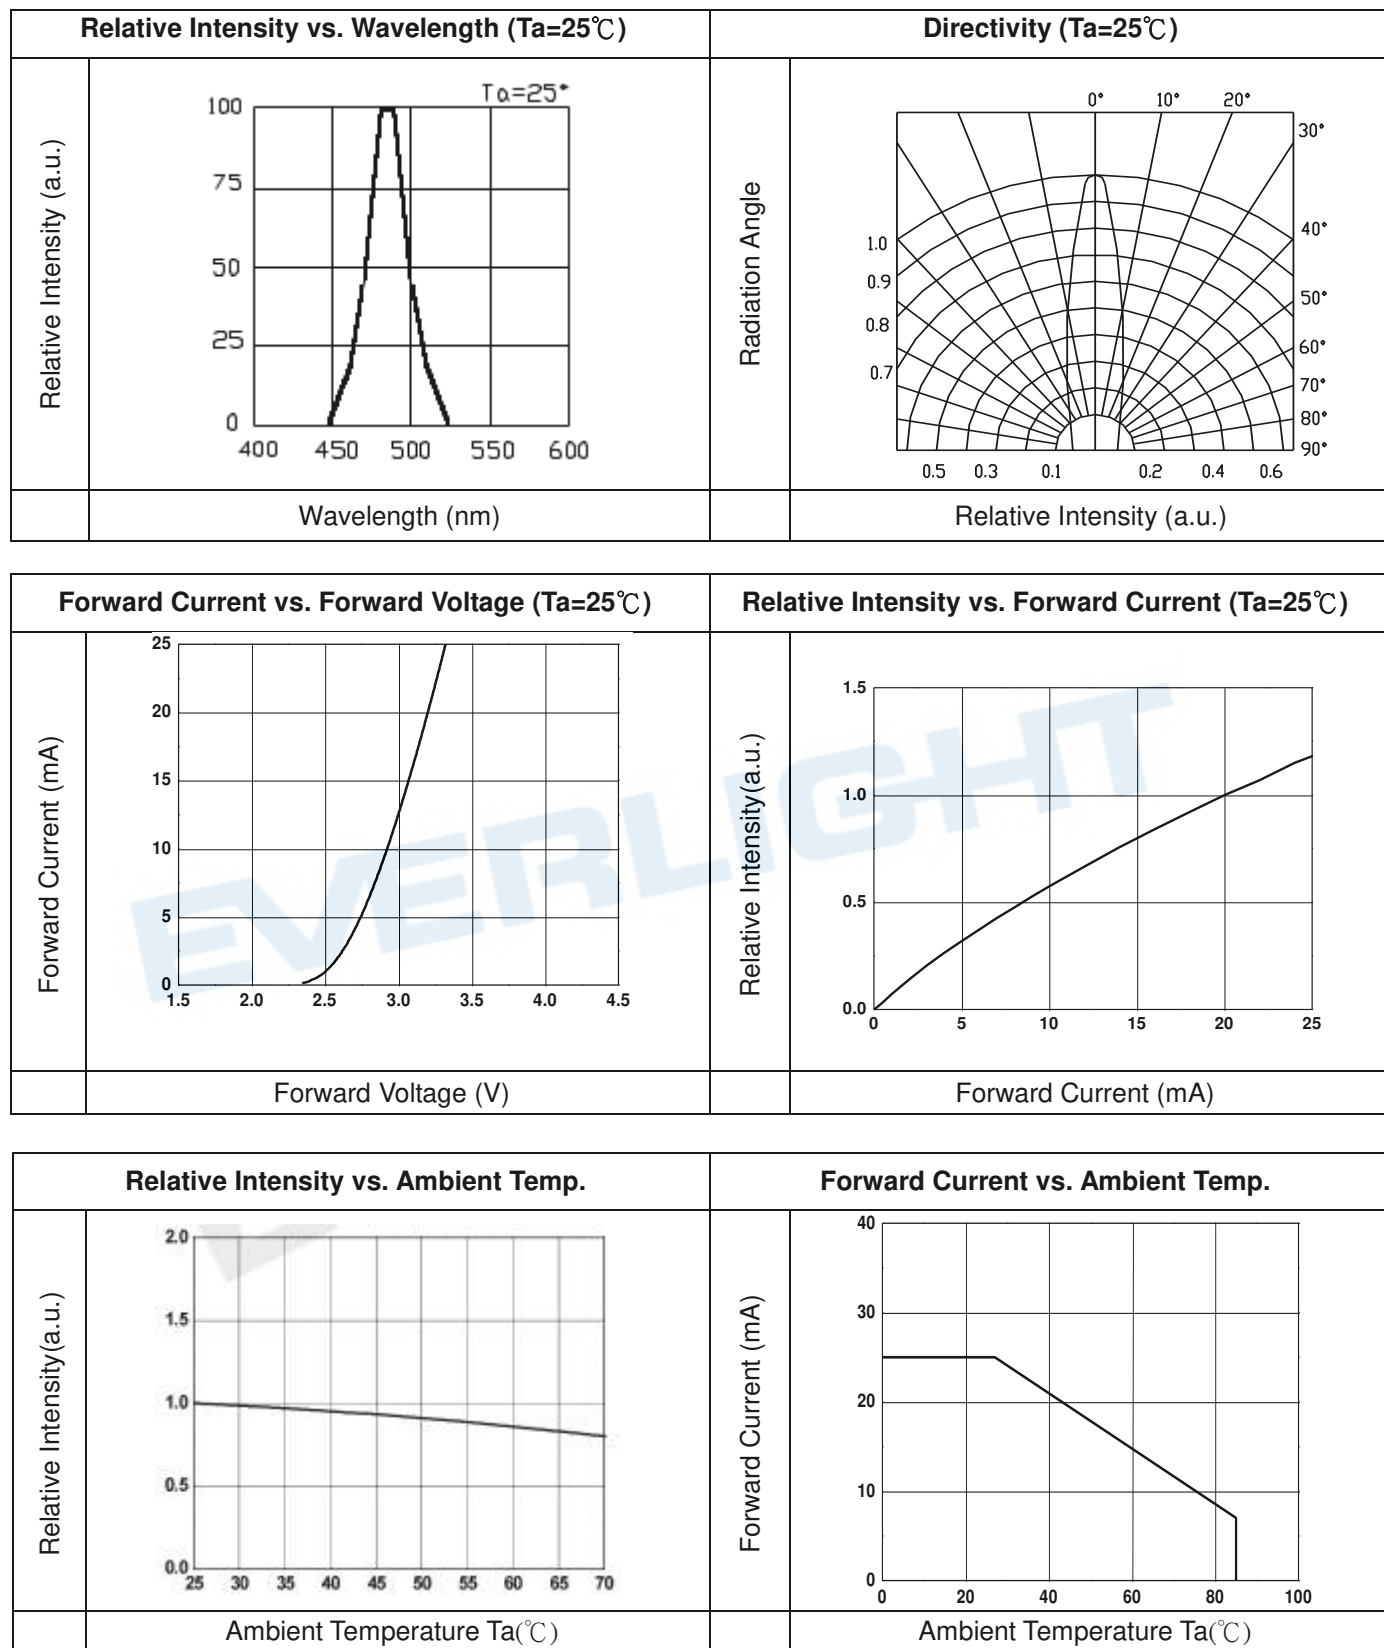 Relative Intensity vs. Wavelength (Ta=25℃)
Directivity (Ta=25℃)
Relative Intensity (a.u.)
Ta=25°
100
75
50
25
0
400 450 500 550 600
Wavelength (nm)
Radiation Angle
0° 10° 20°
30°
40°
50°
60°
70°
80°
90°
1.0
0.9
0.8
0.7
0.5 0.3 0.1 0.2 0.4 0.6
Relative Intensity (a.u.)
Forward Current vs. Forward Voltage (Ta=25℃)
Relative Intensity vs. Forward Current (Ta=25℃)
Forward Current (mA)
25
20
15
10
5
0
1.5 2.0 2.5 3.0 3.5 4.0 4.5
Forward Voltage (V)
Relative Intensity(a.u.)
1.5
1.0
0.5
0.0
0 5 10 15 20 25
Forward Current (mA)
EVERLIGHT
Relative Intensity vs. Ambient Temp.
Forward Current vs. Ambient Temp.
Relative Intensity(a.u.)
2.0
1.5
1.0
0.5
0.0
25 30 35 40 45 50 55 60 65 70
Ambient Temperature Ta(℃)
Forward Current (mA)
40
30
20
10
0
0 20 40 60 80 100
Ambient Temperature Ta(℃)